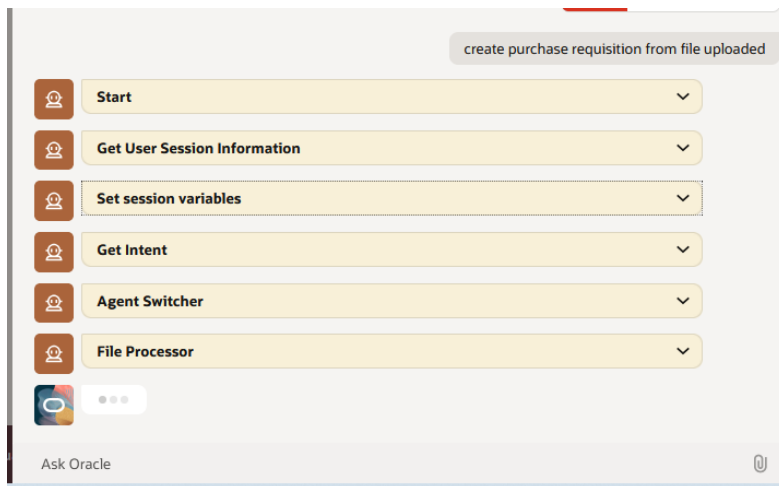 create purchase requisition from file uploaded
Start
Get User Session Information
Set session variables
Get Intent
Agent Switcher
File Processor
Ask Oracle